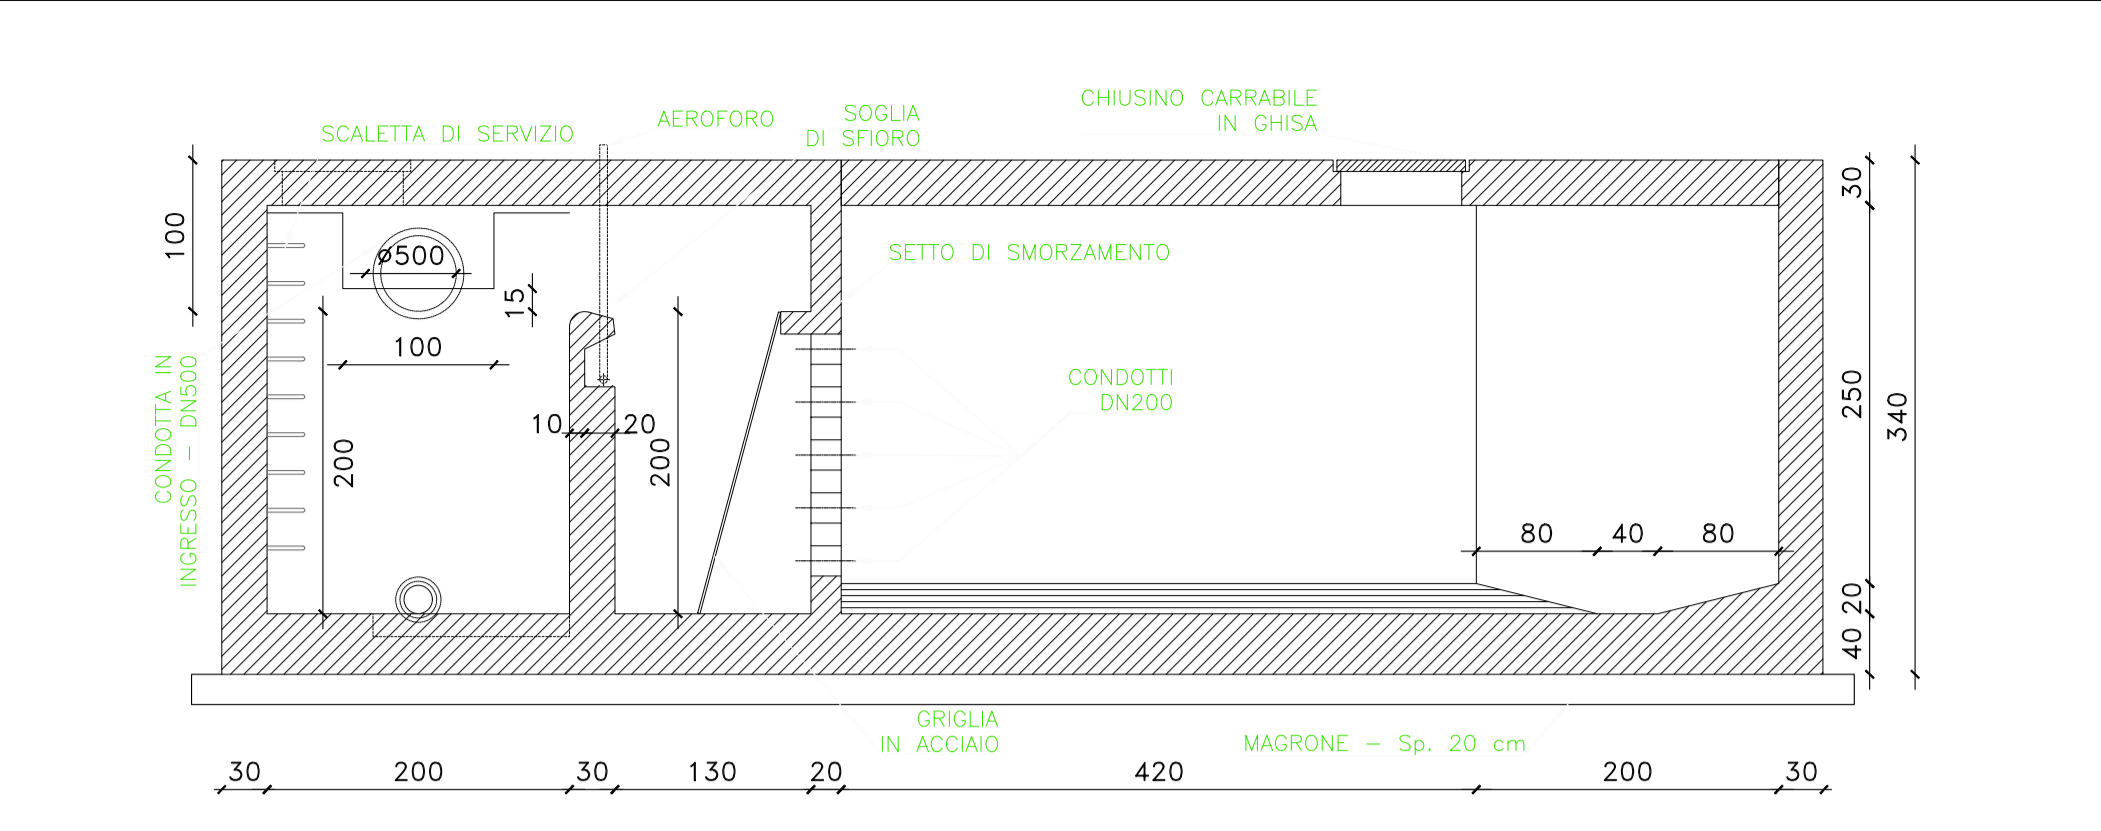 CHIUSINO CARRABILE
IN GHISA
SOGLIA
DI SFIORO
AEROFORO
SCALETTA DI SERVIZIO
100
30
ø500
SETTO DI SMORZAMENTO
15
100
CONDOTTA IN
INGRESSO - DN500
CONDOTTI
DN200
250
340
10
20
200
200
80
40
80
20
40
GRIGLIA
IN ACCIAIO
MAGRONE - Sp. 20 cm
30
200
30
130
20
420
200
30